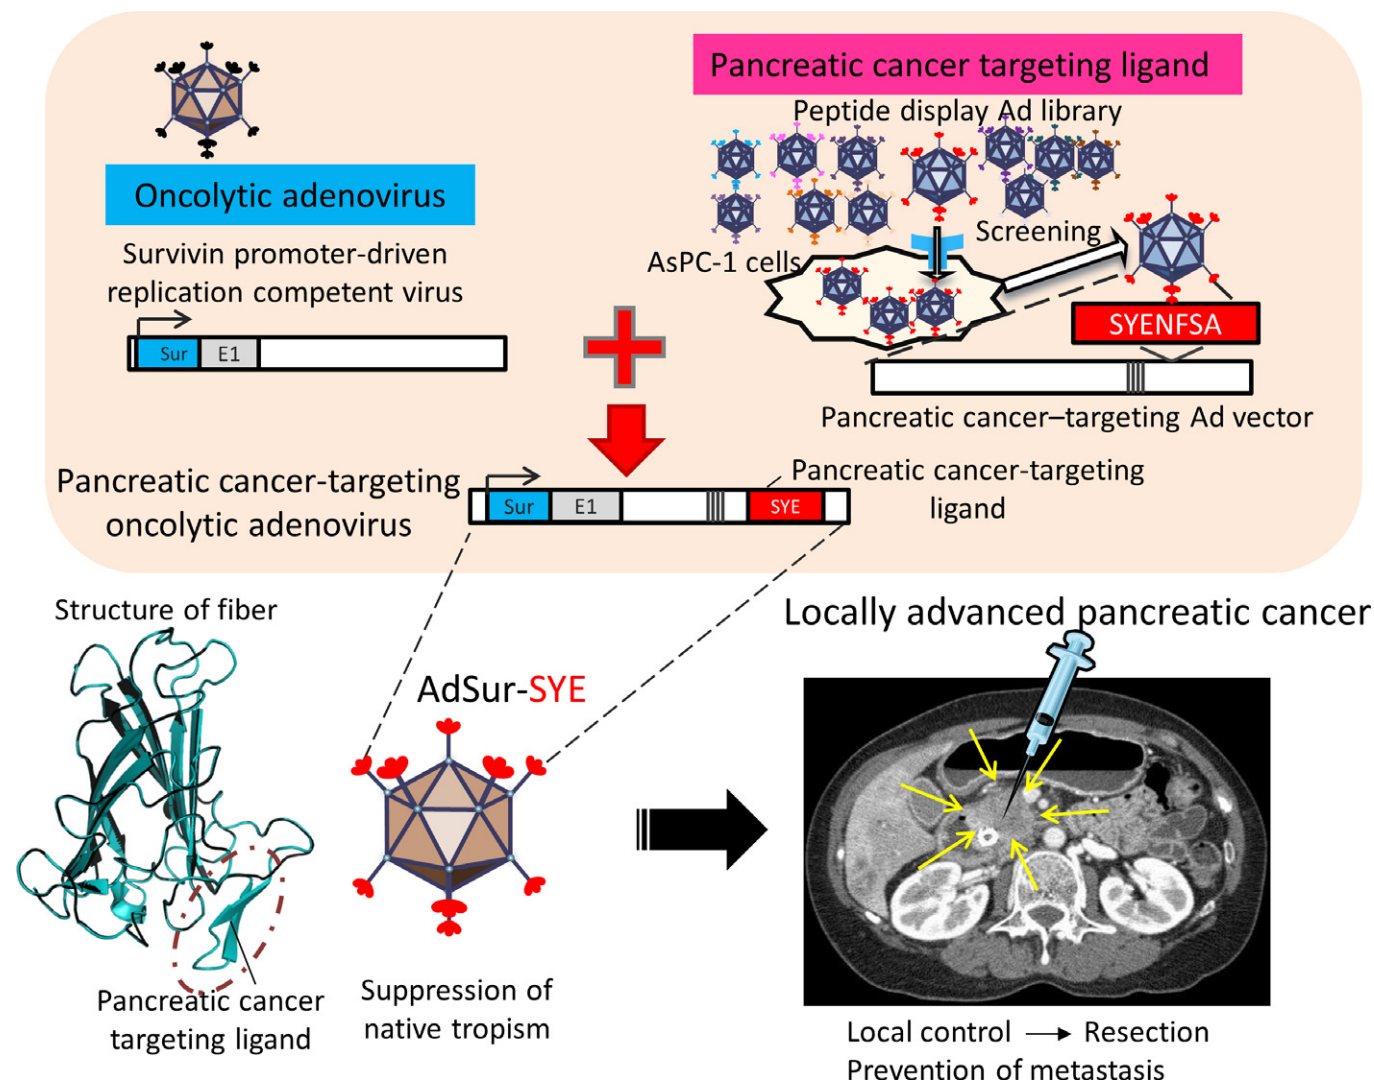 Pancreatic cancer targeting ligand
Peptide display Ad library
Oncolytic adenovirus
Survivin promoter-driven
replication competent virus
Sur
E1
AsPC-1 cells
Screening
SYENFSA
Pancreatic cancer–targeting Ad vector
Pancreatic cancer-targeting
oncolytic adenovirus
Sur
E1
SYE
Pancreatic cancer-targeting
ligand
Structure of fiber
Pancreatic cancer
targeting ligand
AdSur-SYE
Suppression of
native tropism
Locally advanced pancreatic cancer
Local control → Resection
Prevention of metastasis